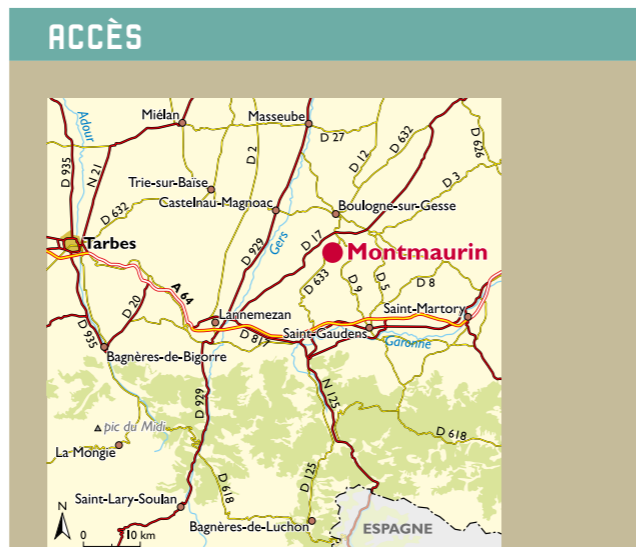 ACCÈS
Adour
Miélan
Masseube
D 27
D 632
D 626
D 935
N 21
D 2
D 12
D 3
Trie-sur-Baïse
Castelnau-Magnoac
Boulogne-sur-Gesse
D 632
Tarbes
D 929
Gers
D 17
Montmaurin
A 64
D 633
D 9
D 5
D 8
D 20
Lannemezan
Saint-Martory
Saint-Gaudens
D 935
D 817
Garonne
Bagnères-de-Bigorre
D 929
N 125
pic du Midi
D 618
La Mongie
D 618
D 125
Saint-Lary-Soulan
N
0 10 km
Bagnères-de-Luchon
ESPAGNE